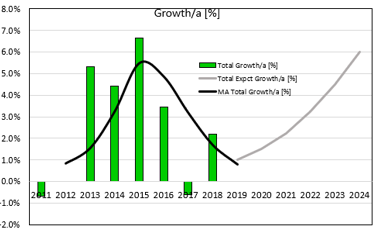 Growth/a [%]
8.0%
7.0%
6.0%
5.0%
4.0%
3.0%
2.0%
1.0%
0.0%
-1.0%
-2.0%
Total Growth/a [%]
Total Expct Growth/a [%]
MA Total Growth/a [%]
2011 2012 2013 2014 2015 2016 2017 2018 2019 2020 2021 2022 2023 2024